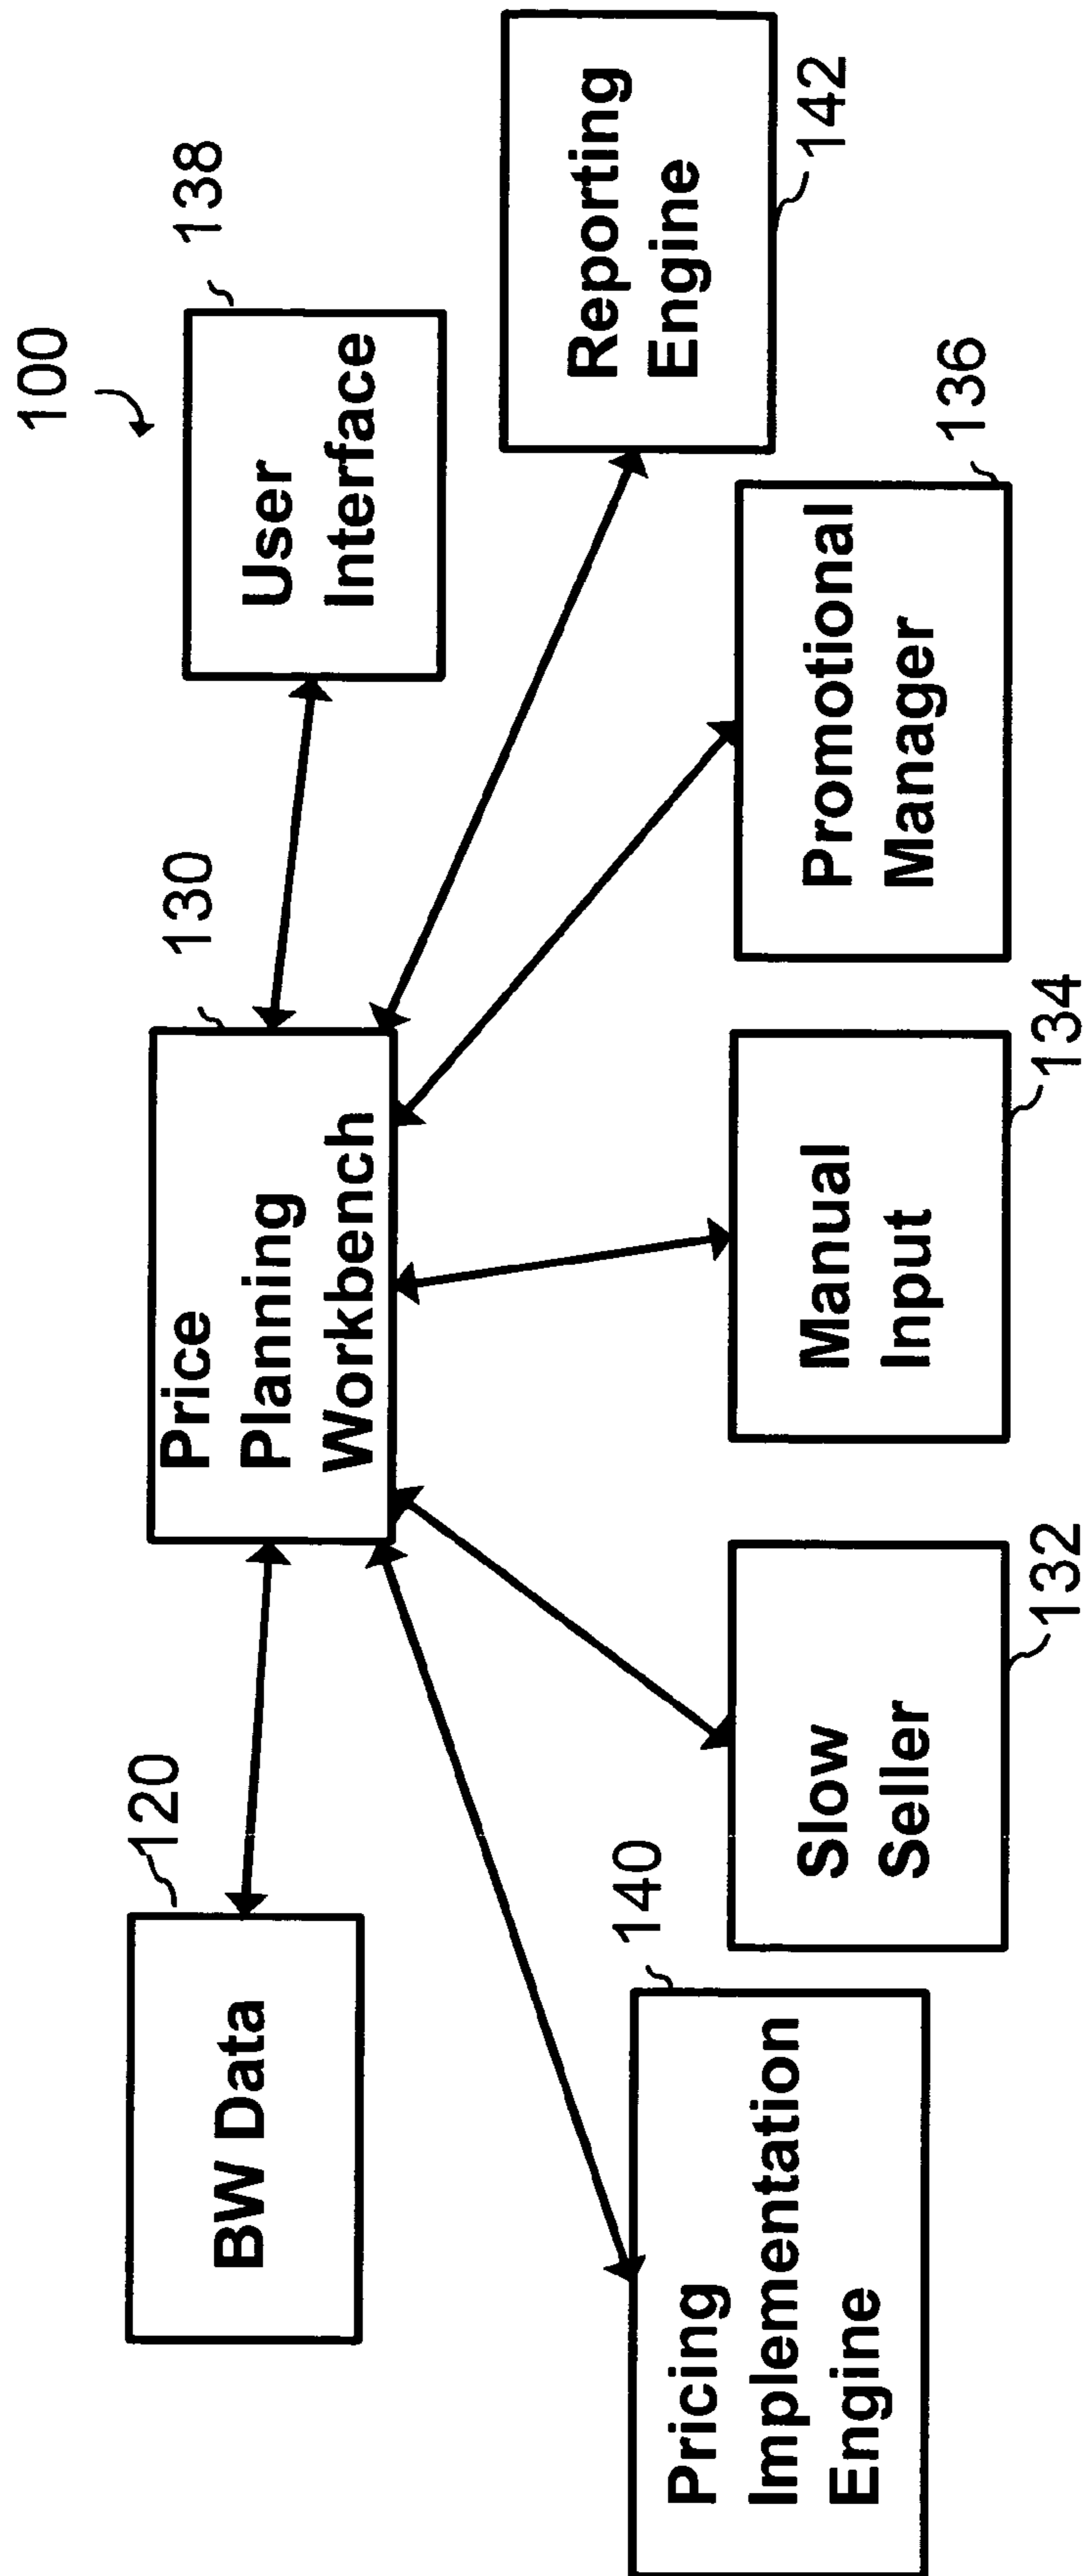 100
120
130
138
BW Data
Price
Planning
Workbench
User
Interface
140
142
Pricing
Implementation
Engine
Slow
Seller
Manual
Input
Promotional
Manager
Reporting
Engine
132
134
136